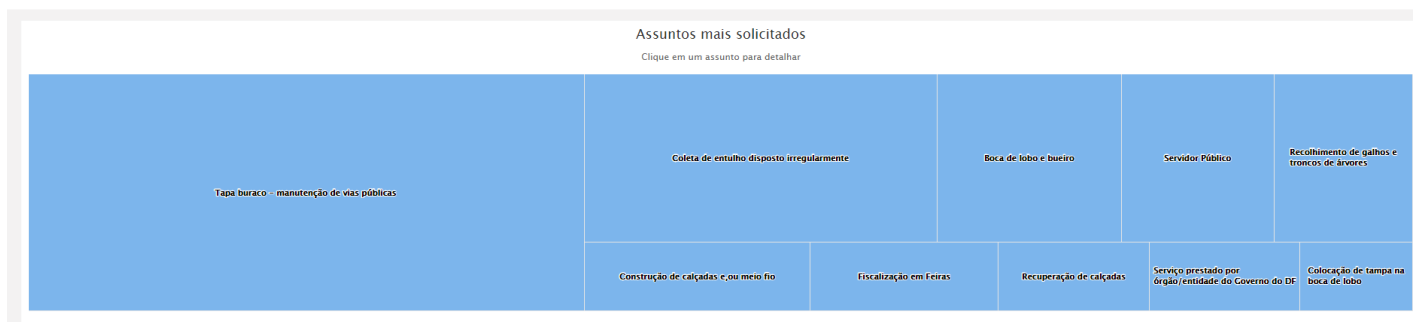 Assuntos mais solicitados
Clique em um assunto para detalhar
Tapa buraco - manutenção de vias públicas
Coleta de entulho disposto irregularmente
Boca de lobo e bueiro
Servidor Público
Recolhimento de galhos e
troncos de árvores
Construção de calçadas e,ou meio fio
Fiscalização em Feiras
Recuperação de calçadas
Serviço prestado por
órgão/entidade do Governo do DF
Colocação de tampa na
boca de lobo